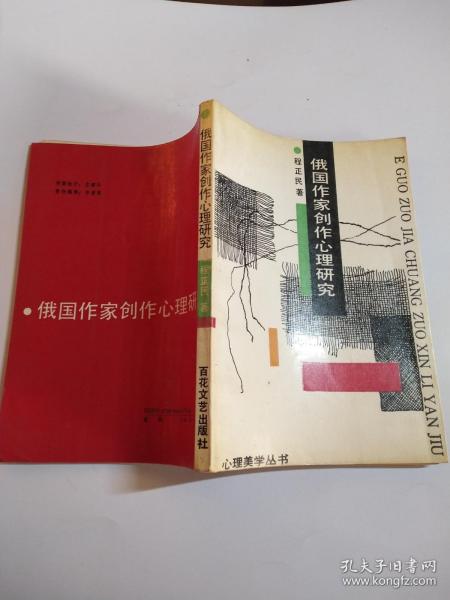 俄国作家创作心理研究
程正民 著
E GUO ZUO JIA CHUANG ZUO XIN LI YAN JIU
心理美学丛书
俄国作家创作心理研究
程正民 著
百花文艺出版社
俄国作家创作心理研
孔夫子旧书网
www.kongfz.com